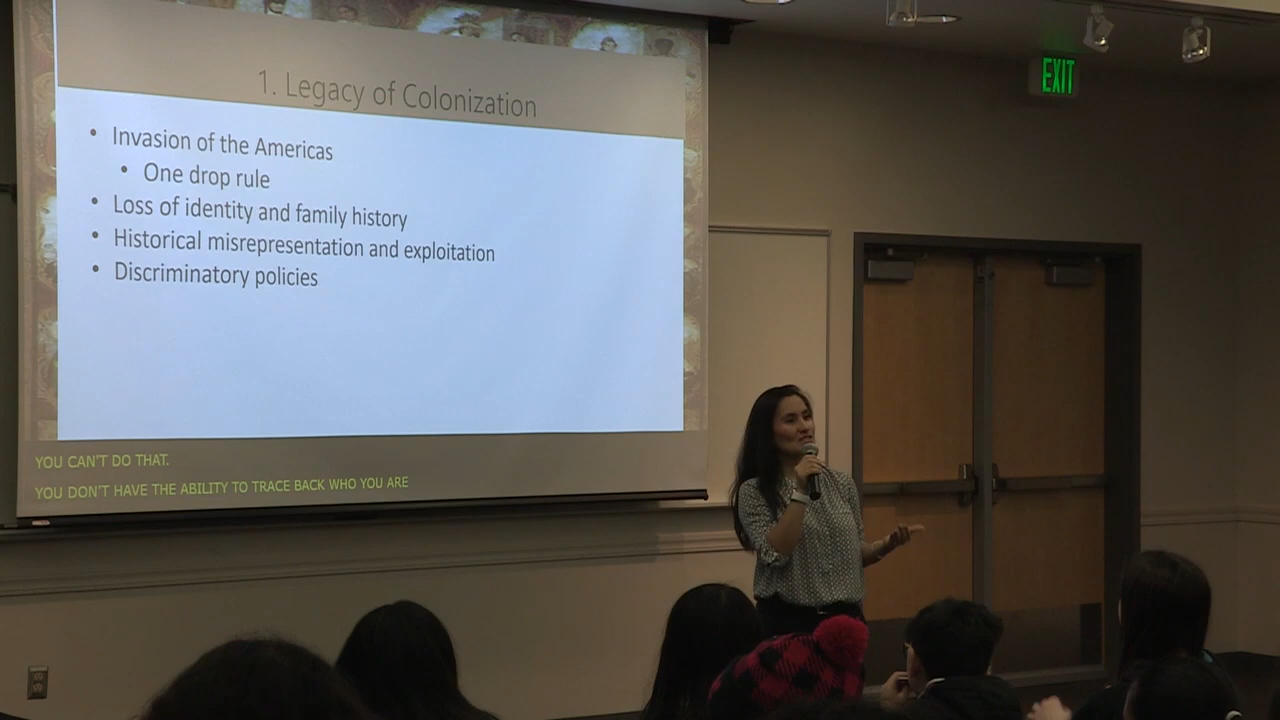 1. Legacy of Colonization
• Invasion of the Americas
• One drop rule
• Loss of identity and family history
• Historical misrepresentation and exploitation
• Discriminatory policies
YOU CAN'T DO THAT.
YOU DON'T HAVE THE ABILITY TO TRACE BACK WHO YOU ARE
EXIT